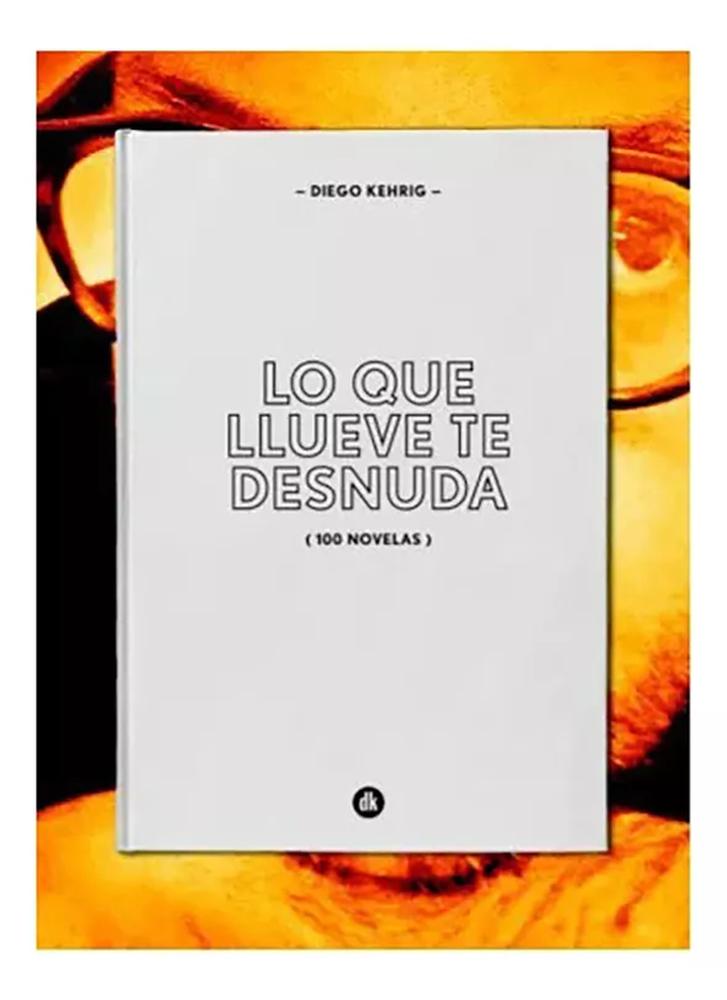 – DIEGO KEHRIG –
LO QUE
LLUEVE TE
DESNUDA
( 100 NOVELAS )
dk